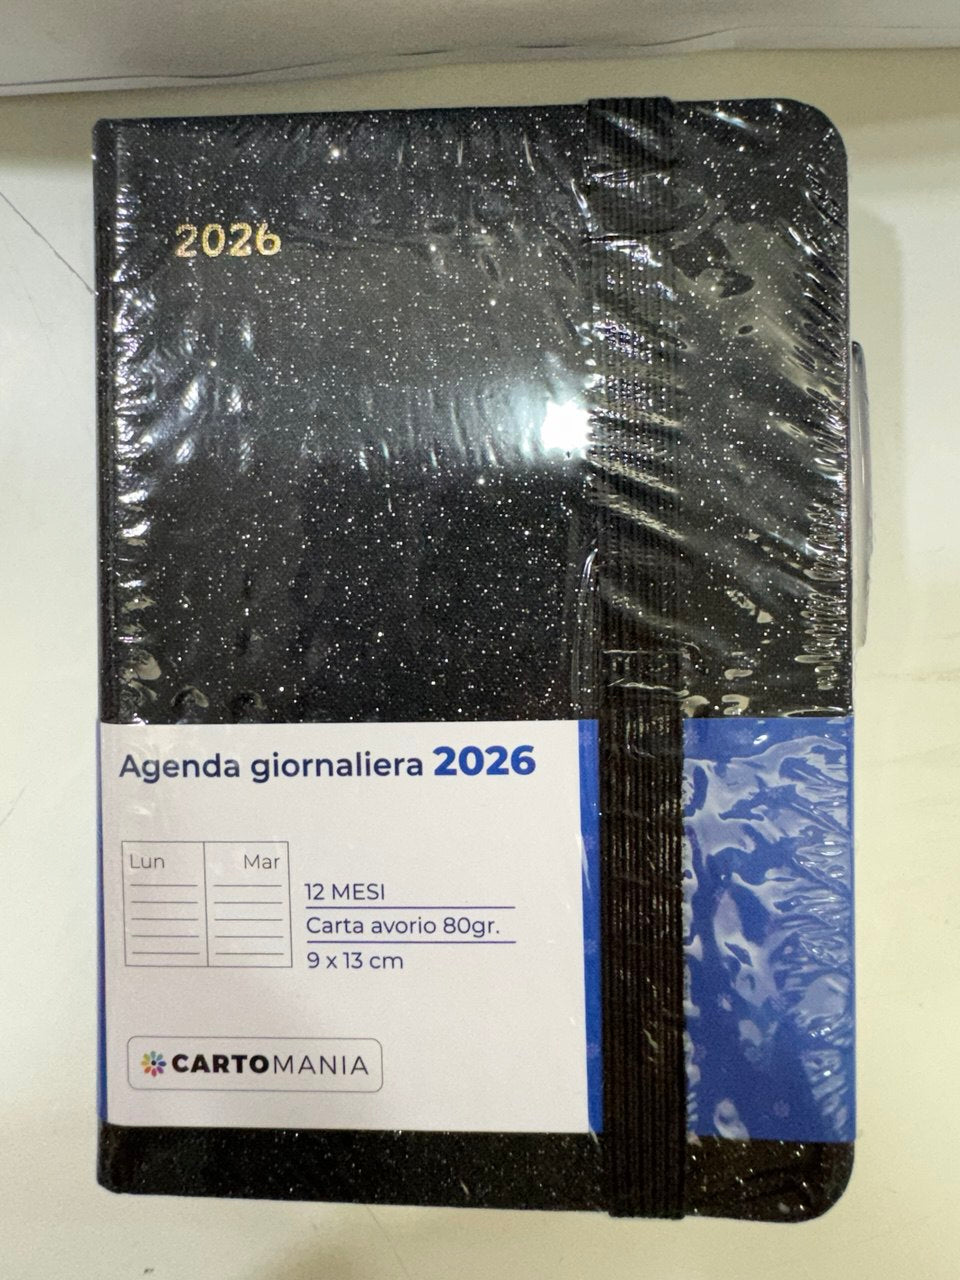 2026
Agenda giornaliera 2026
Lun Mar
12 MESI
Carta avorio 80gr.
9 x 13 cm
CARTOMANIA